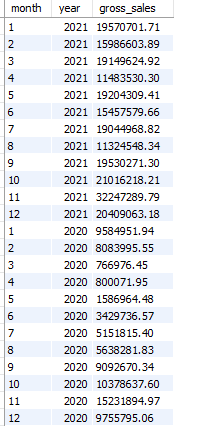 month year gross_sales
1 2021 19570701.71
2 2021 15986603.89
3 2021 19149624.92
4 2021 11483530.30
5 2021 19204309.41
6 2021 15457579.66
7 2021 19044968.82
8 2021 11324548.34
9 2021 19530271.30
10 2021 21016218.21
11 2021 32247289.79
12 2021 20409063.18
1 2020 9584951.94
2 2020 8083995.55
3 2020 766976.45
4 2020 800071.95
5 2020 1586964.48
6 2020 3429736.57
7 2020 5151815.40
8 2020 5638281.83
9 2020 9092670.34
10 2020 10378637.60
11 2020 15231894.97
12 2020 9755795.06